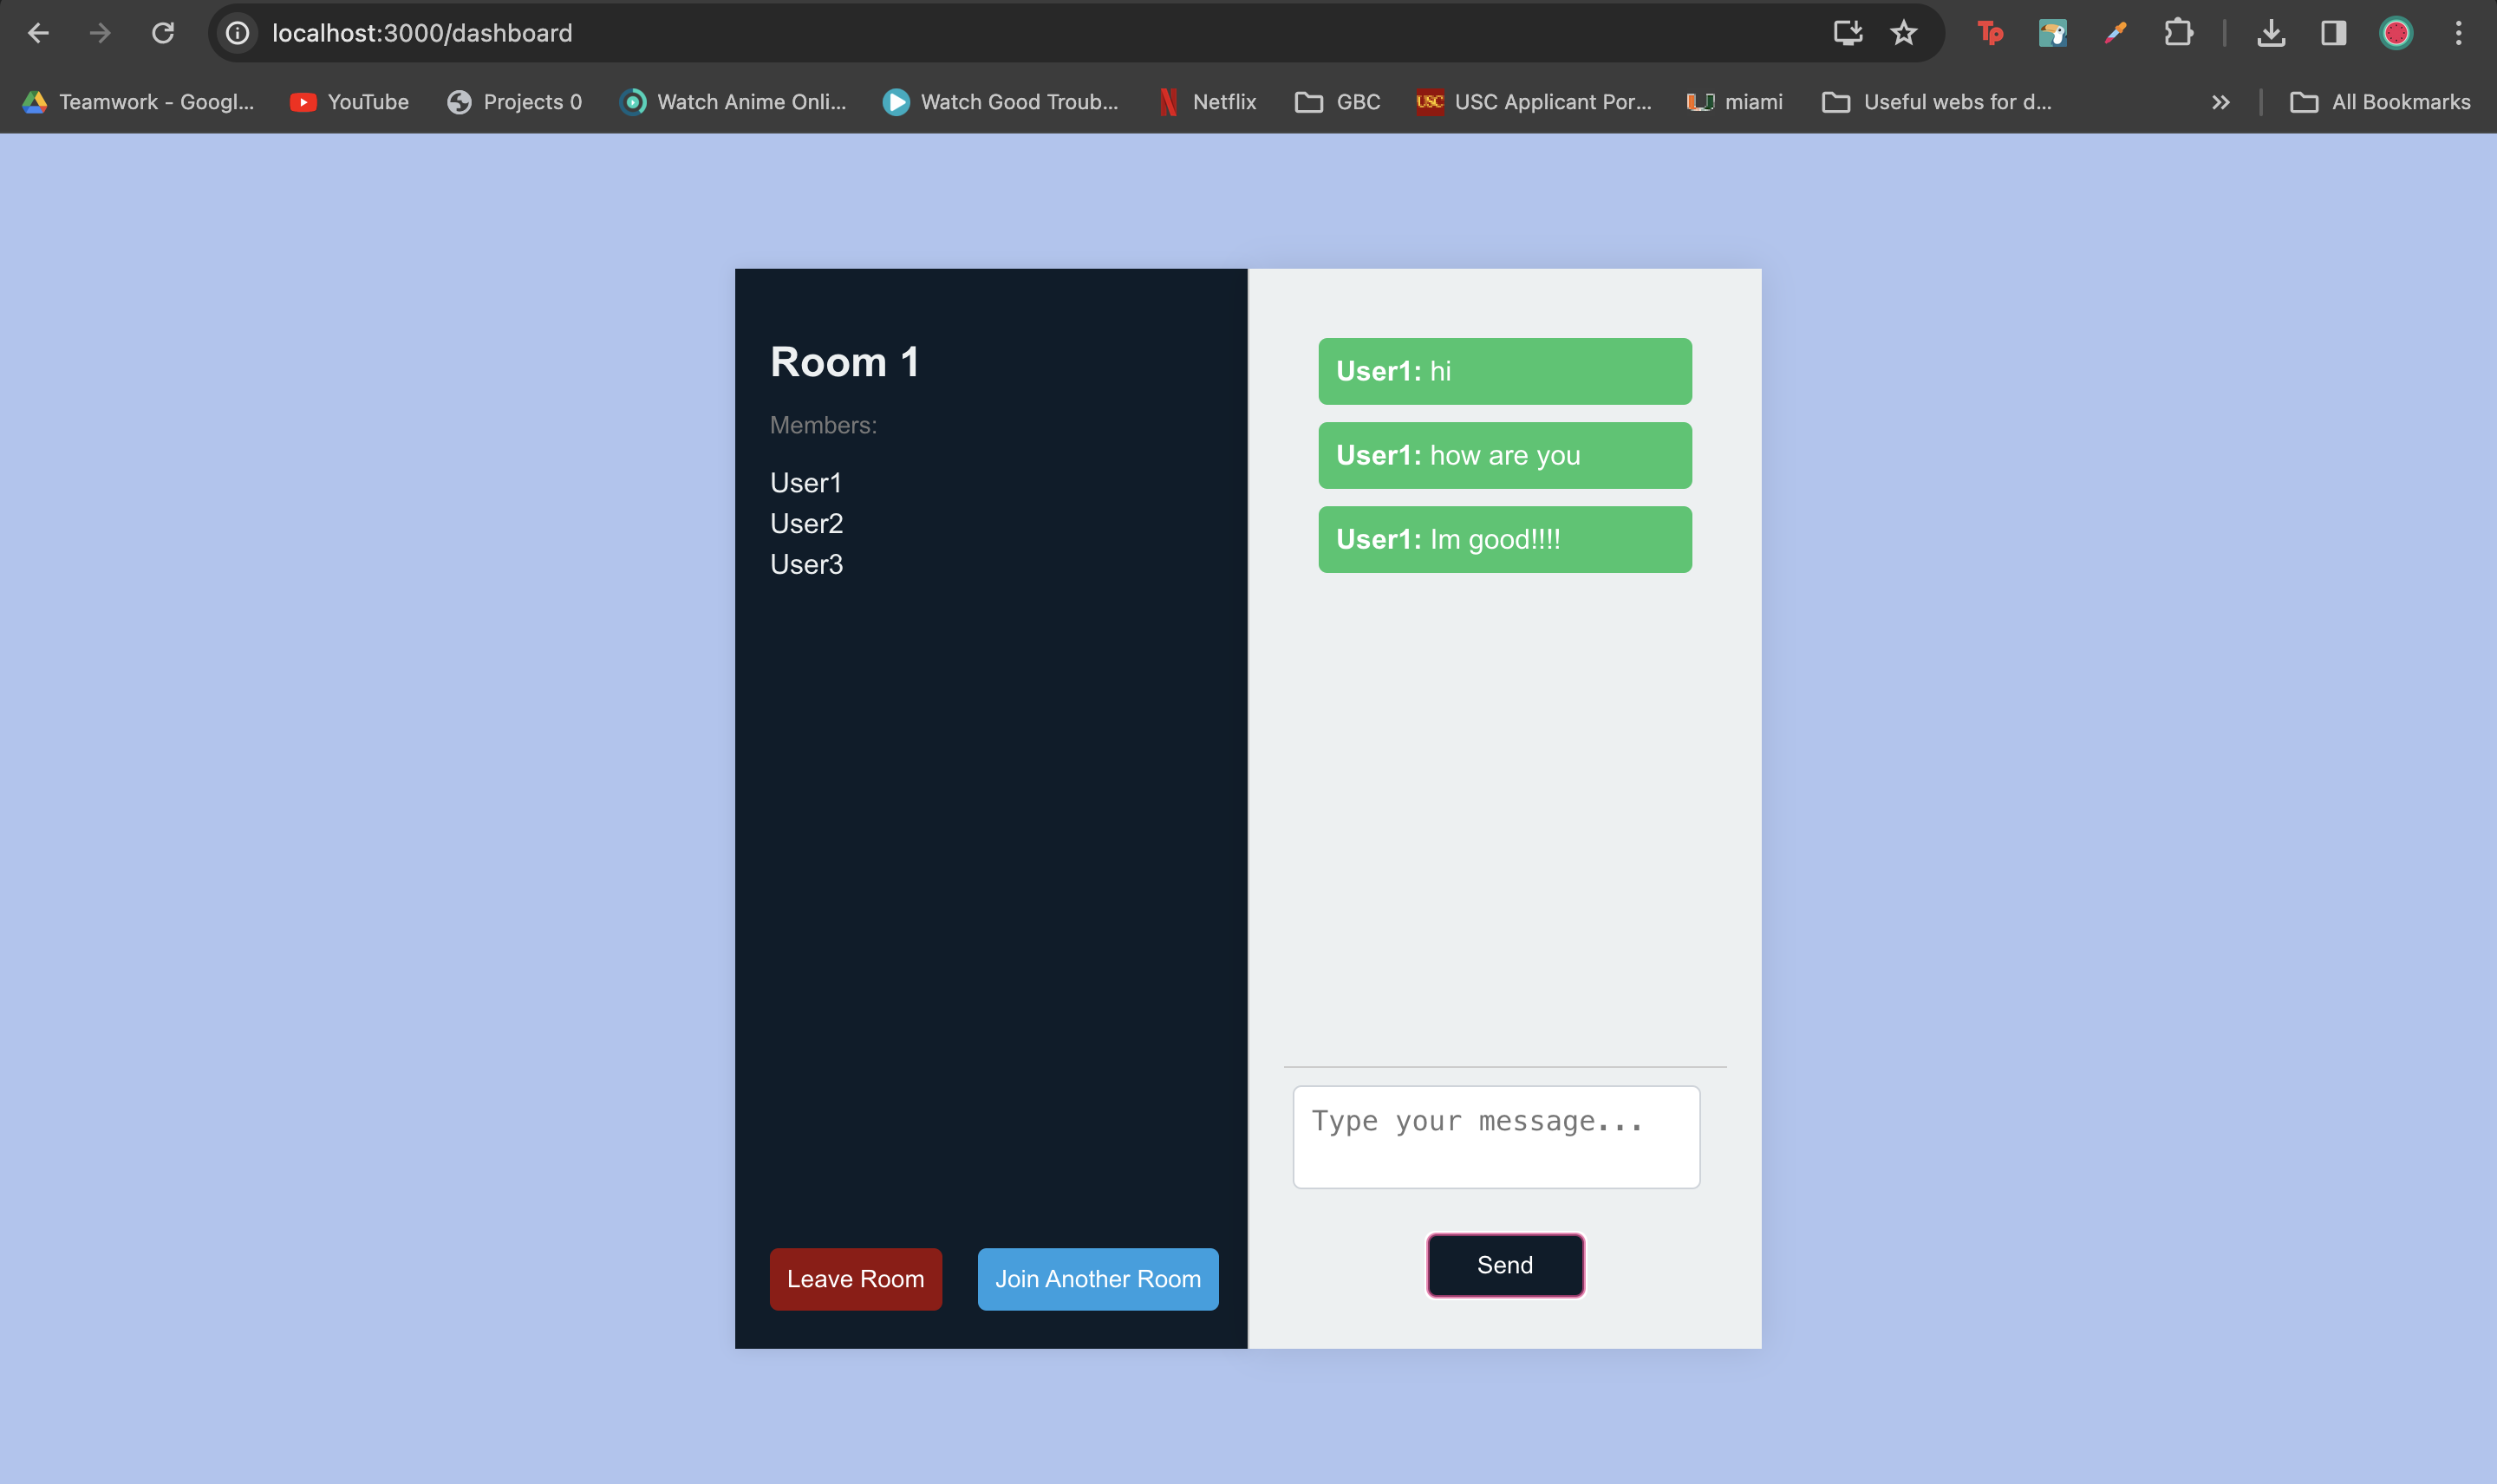 localhost:3000/dashboard
Tp
Teamwork - Googl...
YouTube
Projects 0
Watch Anime Onli...
Watch Good Troub...
Netflix
GBC
USC
USC Applicant Por...
miami
Useful webs for d...
All Bookmarks
Room 1
Members:
User1
User2
User3
Leave Room
Join Another Room
User1: hi
User1: how are you
User1: Im good!!!!
Type your message...
Send